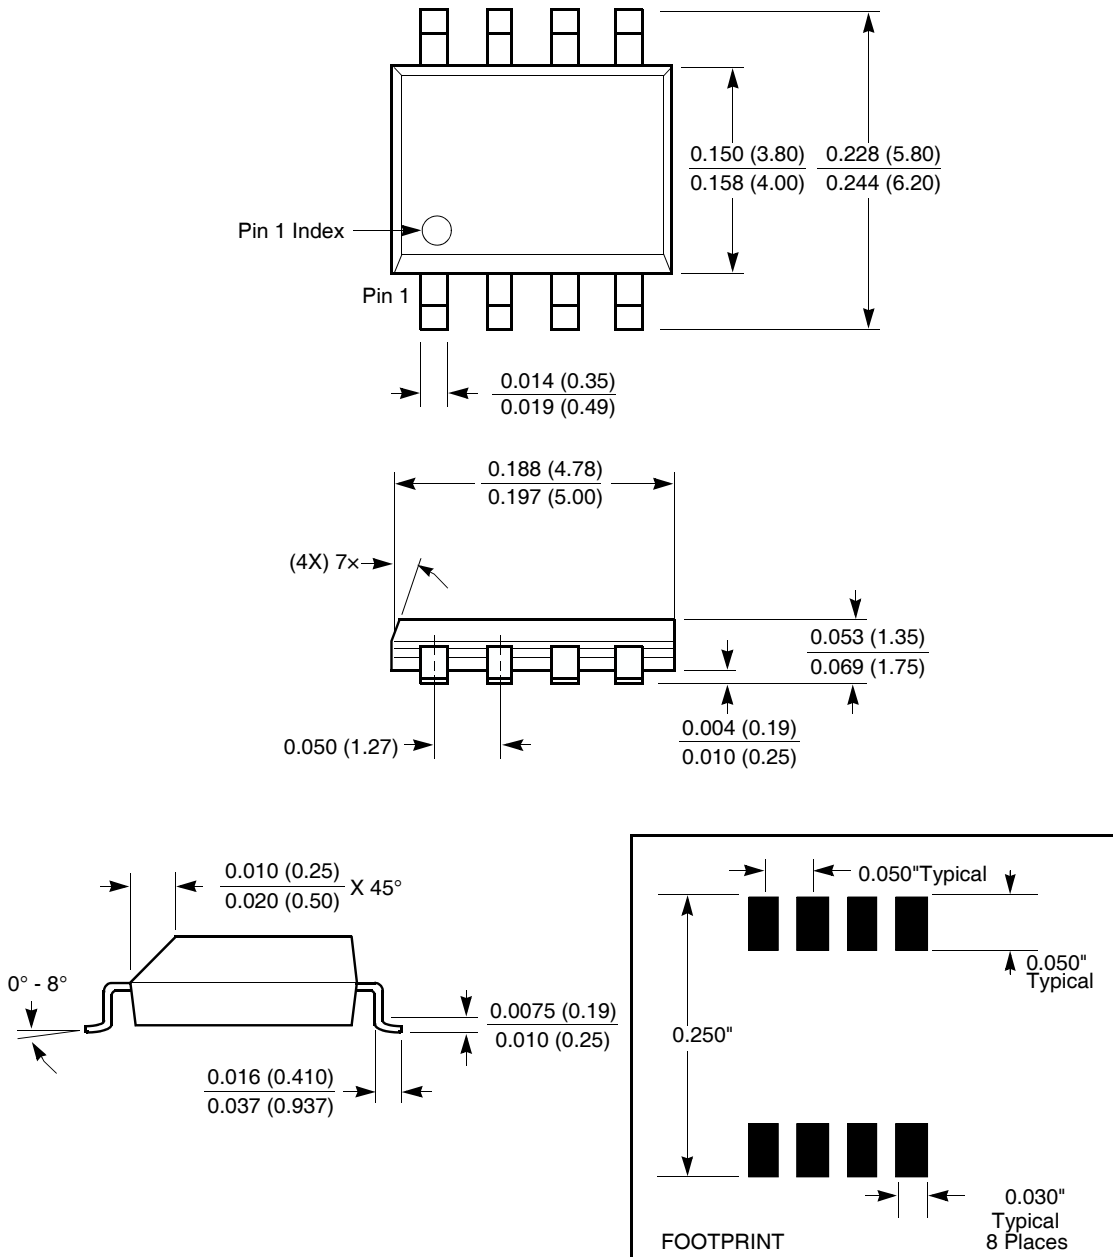 0.150 (3.80)
0.158 (4.00)
0.228 (5.80)
0.244 (6.20)
Pin 1 Index
Pin 1
0.014 (0.35)
0.019 (0.49)
0.188 (4.78)
0.197 (5.00)
(4X) 7×
0.053 (1.35)
0.069 (1.75)
0.004 (0.19)
0.010 (0.25)
0.050 (1.27)
0.010 (0.25)
0.020 (0.50)
X 45°
0° - 8°
0.0075 (0.19)
0.010 (0.25)
0.016 (0.410)
0.037 (0.937)
0.050"Typical
0.050"
Typical
0.250"
0.030"
Typical
8 Places
FOOTPRINT